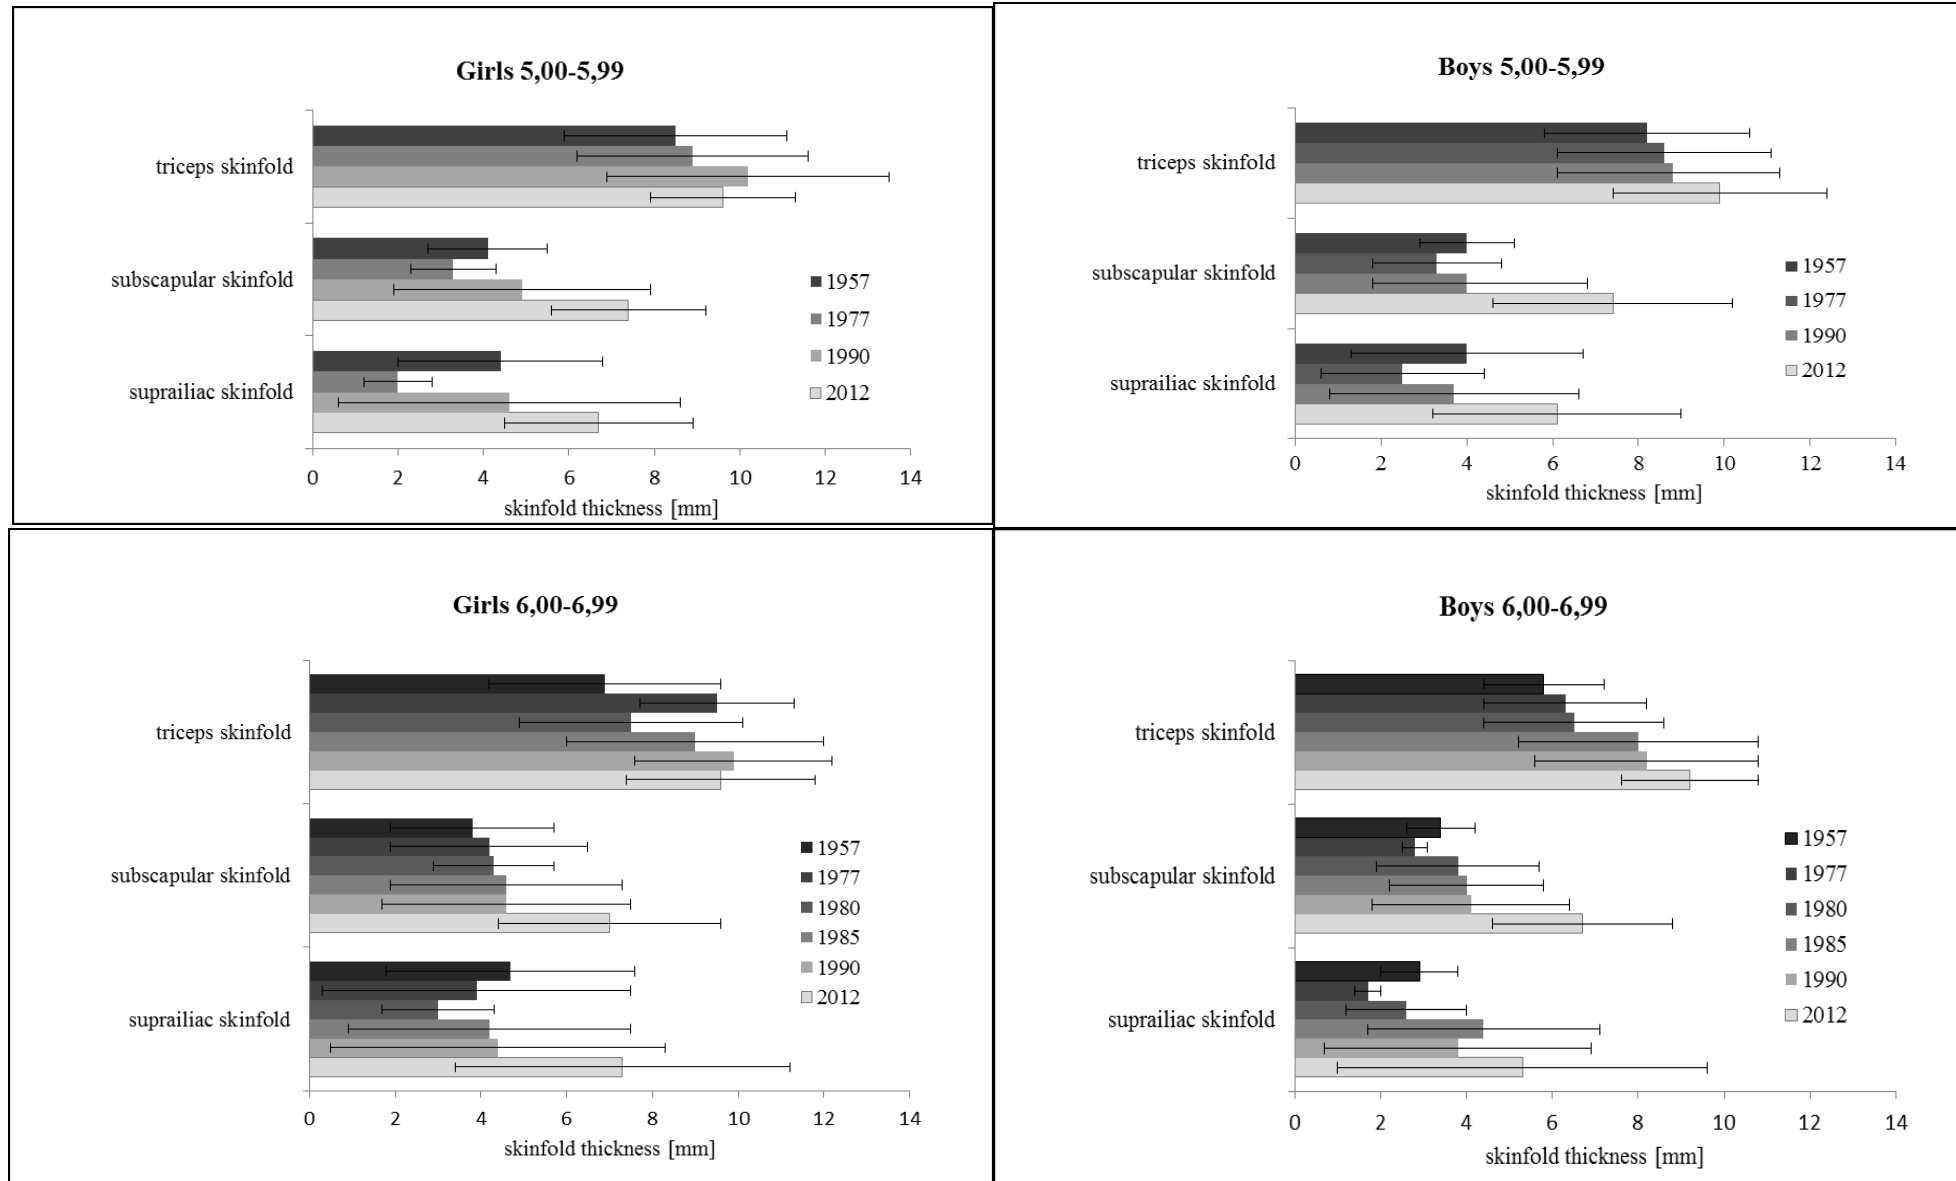 Girls 5,00-5,99
triceps skinfold
subscapular skinfold
suprailiac skinfold
1957
1977
1990
2012
0 2 4 6 8 10 12 14
skinfold thickness [mm]
Boys 5,00-5,99
triceps skinfold
subscapular skinfold
suprailiac skinfold
1957
1977
1990
2012
0 2 4 6 8 10 12 14
skinfold thickness [mm]
Girls 6,00-6,99
triceps skinfold
subscapular skinfold
suprailiac skinfold
1957
1977
1980
1985
1990
2012
0 2 4 6 8 10 12 14
skinfold thickness [mm]
Boys 6,00-6,99
triceps skinfold
subscapular skinfold
suprailiac skinfold
1957
1977
1980
1985
1990
2012
0 2 4 6 8 10 12 14
skinfold thickness [mm]